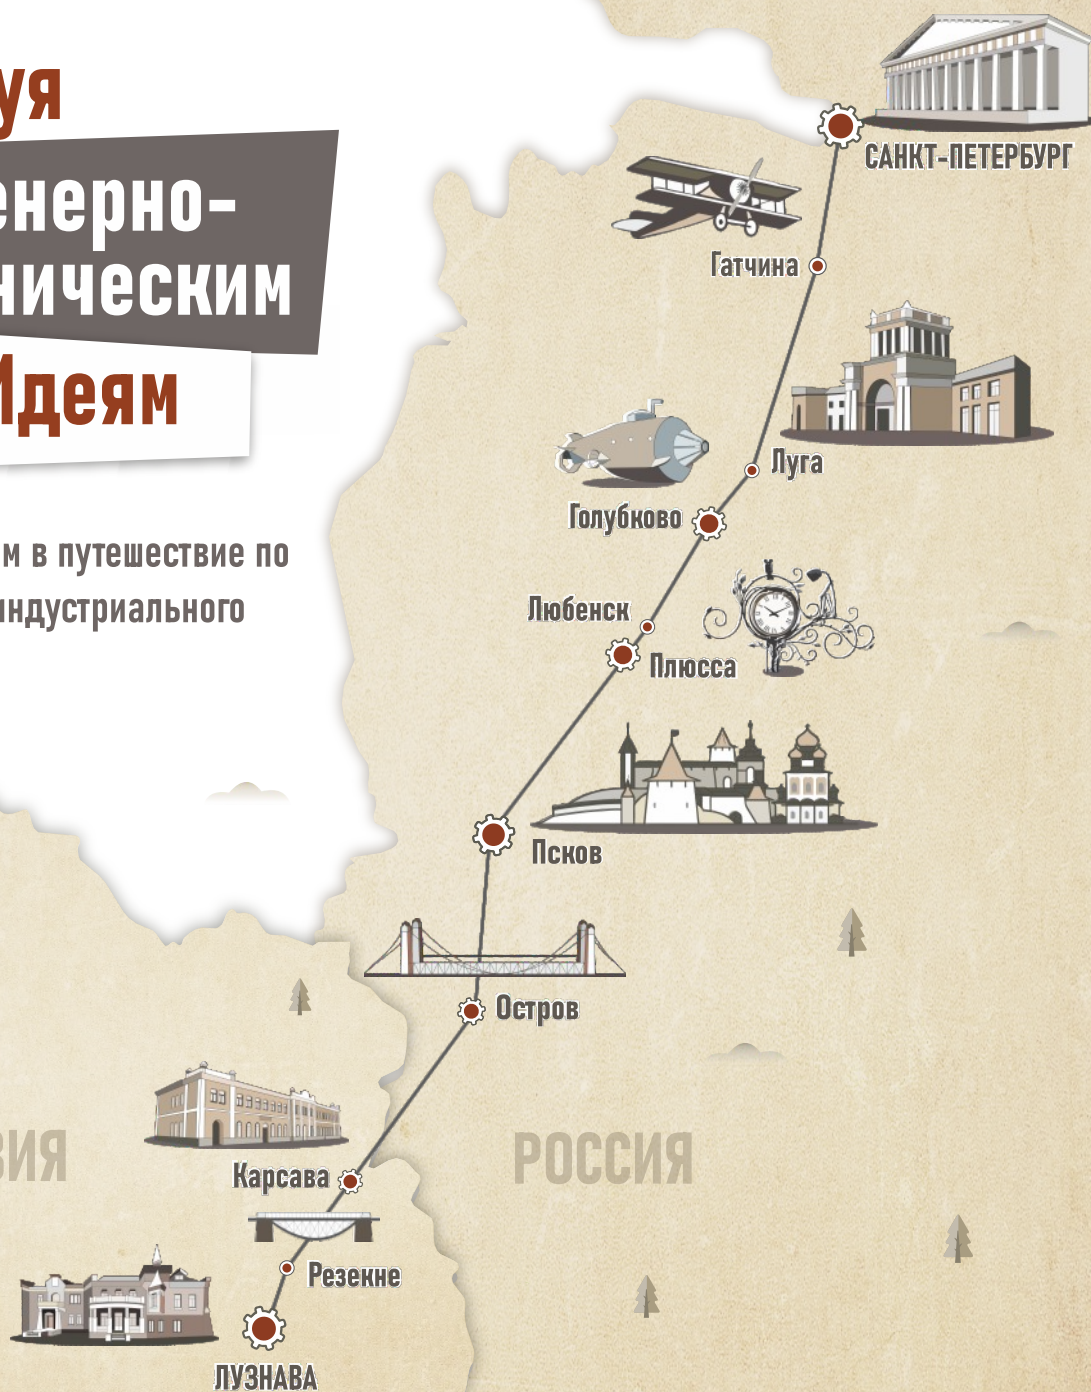 уя
енерно-
ническим
Идеям
м в путешествие по
индустриального
САНКТ-ПЕТЕРБУРГ
Гатчина
Луга
Голубково
Любенск
Плюсса
Псков
Остров
ВИЯ
РОССИЯ
Карсава
Резекне
ЛУЗНАВА